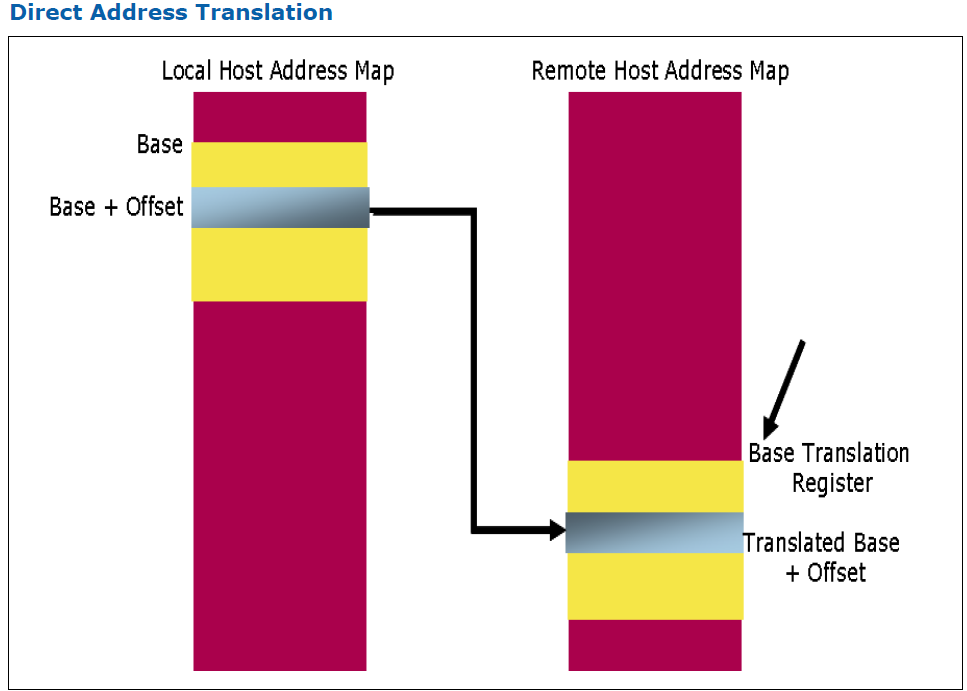 Direct Address Translation
Local Host Address Map
Remote Host Address Map
Base
Base + Offset
Base Translation
Register
Translated Base
+ Offset